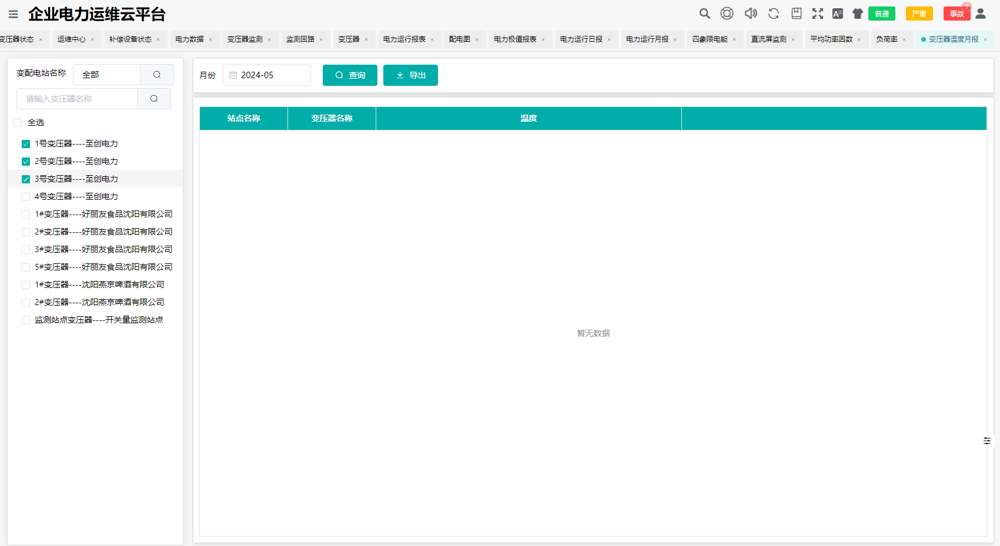 企业电力运维云平台
普通
严重
事故
1
变压器状态 ×
运维中心 ×
补偿设备状态 ×
电力数据 ×
变压器监测 ×
监测回路 ×
变压器 ×
电力运行报表 ×
配电图 ×
电力极值报表 ×
电力运行日报 ×
电力运行月报 ×
四象限电能 ×
直流屏监测 ×
平均功率因数 ×
负荷率 ×
变压器温度月报 ×
变配电站名称
全部
请输入变压器名称
全选
1号变压器----至创电力
2号变压器----至创电力
3号变压器----至创电力
4号变压器----至创电力
1#变压器----好丽友食品沈阳有限公司
2#变压器----好丽友食品沈阳有限公司
3#变压器----好丽友食品沈阳有限公司
5#变压器----好丽友食品沈阳有限公司
1#变压器----沈阳燕京啤酒有限公司
2#变压器----沈阳燕京啤酒有限公司
监测站点变压器----开关量监测站点
月份
2024-05
查询
导出
站点名称
变压器名称
温度
暂无数据